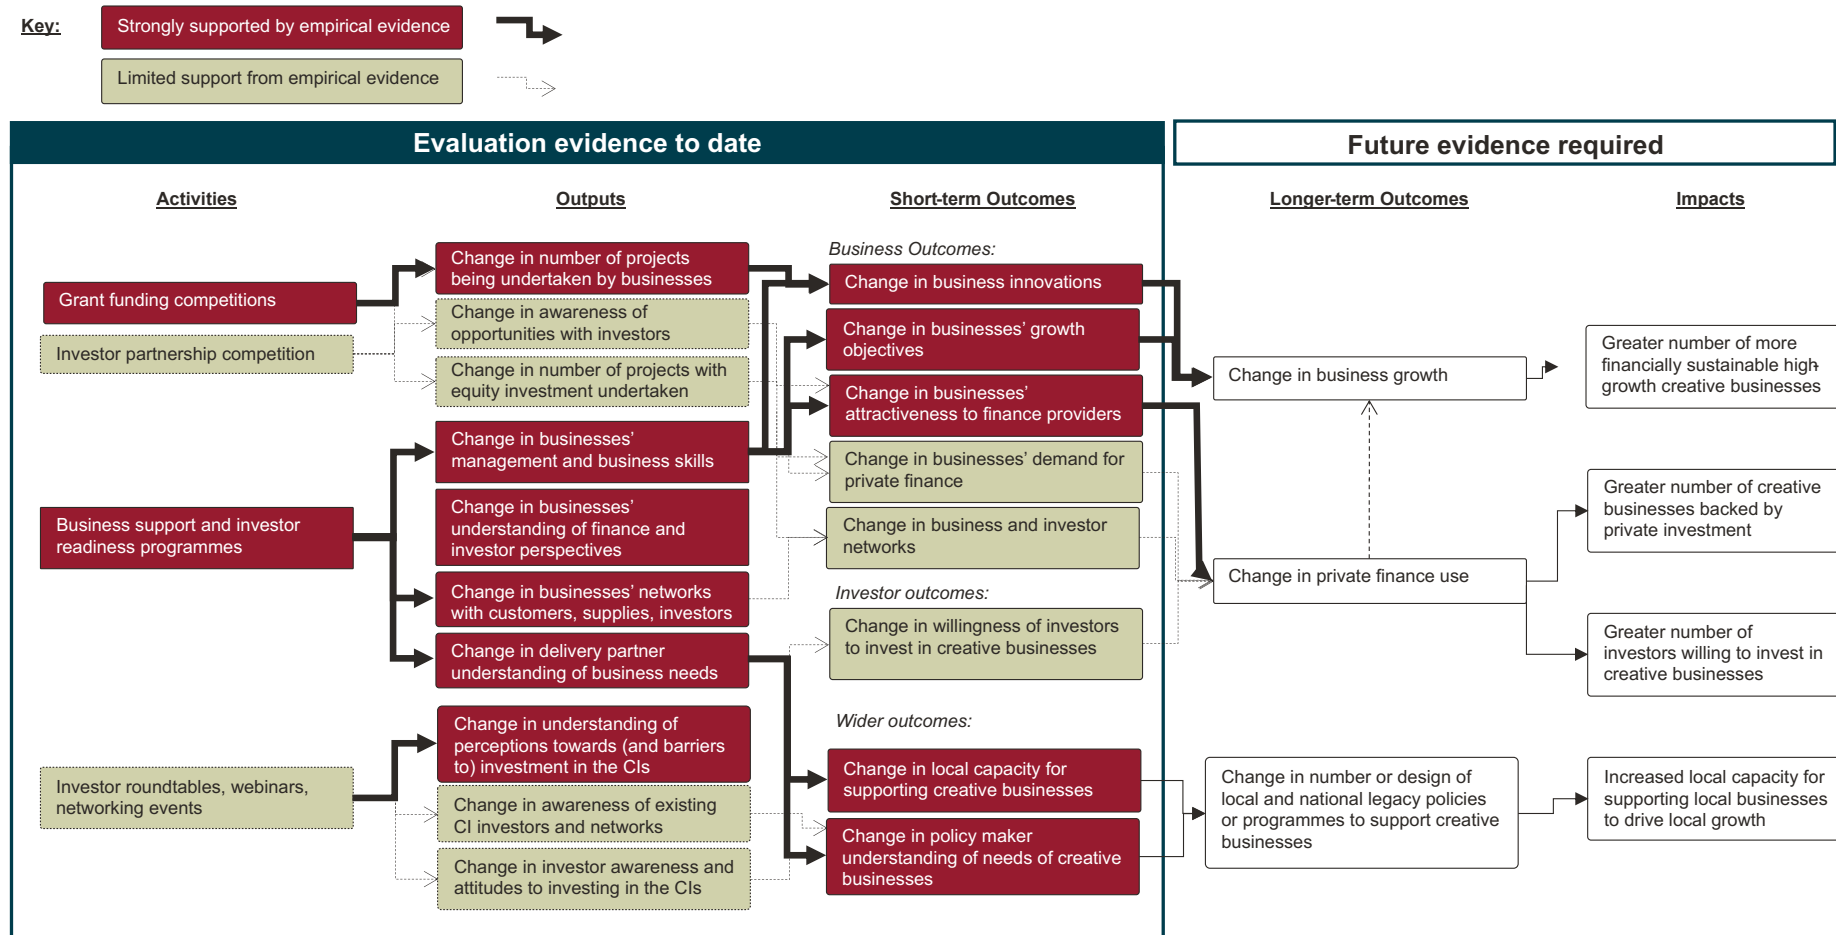 Key:
Strongly supported by empirical evidence
Limited support from empirical evidence
Evaluation evidence to date
Future evidence required
Activities
Outputs
Short-term Outcomes
Longer-term Outcomes
Impacts
Grant funding competitions
Investor partnership competition
Business support and investor
readiness programmes
Investor roundtables, webinars,
networking events
Change in number of projects
being undertaken by businesses
Change in awareness of
opportunities with investors
Change in number of projects with
equity investment undertaken
Change in businesses’
management and business skills
Change in businesses’
understanding of finance and
investor perspectives
Change in businesses’ networks
with customers, supplies, investors
Change in delivery partner
understanding of business needs
Change in understanding of
perceptions towards (and barriers
to) investment in the CIs
Change in awareness of existing
CI investors and networks
Change in investor awareness and
attitudes to investing in the CIs
Business Outcomes:
Change in business innovations
Change in businesses’ growth
objectives
Change in businesses’
attractiveness to finance providers
Change in businesses’ demand for
private finance
Change in business and investor
networks
Investor outcomes:
Change in willingness of investors
to invest in creative businesses
Wider outcomes:
Change in local capacity for
supporting creative businesses
Change in policy maker
understanding of needs of creative
businesses
Change in business growth
Change in private finance use
Change in number or design of
local and national legacy policies
or programmes to support creative
businesses
Greater number of more
financially sustainable high-
growth creative businesses
Greater number of creative
businesses backed by
private investment
Greater number of
investors willing to invest in
creative businesses
Increased local capacity for
supporting local businesses
to drive local growth